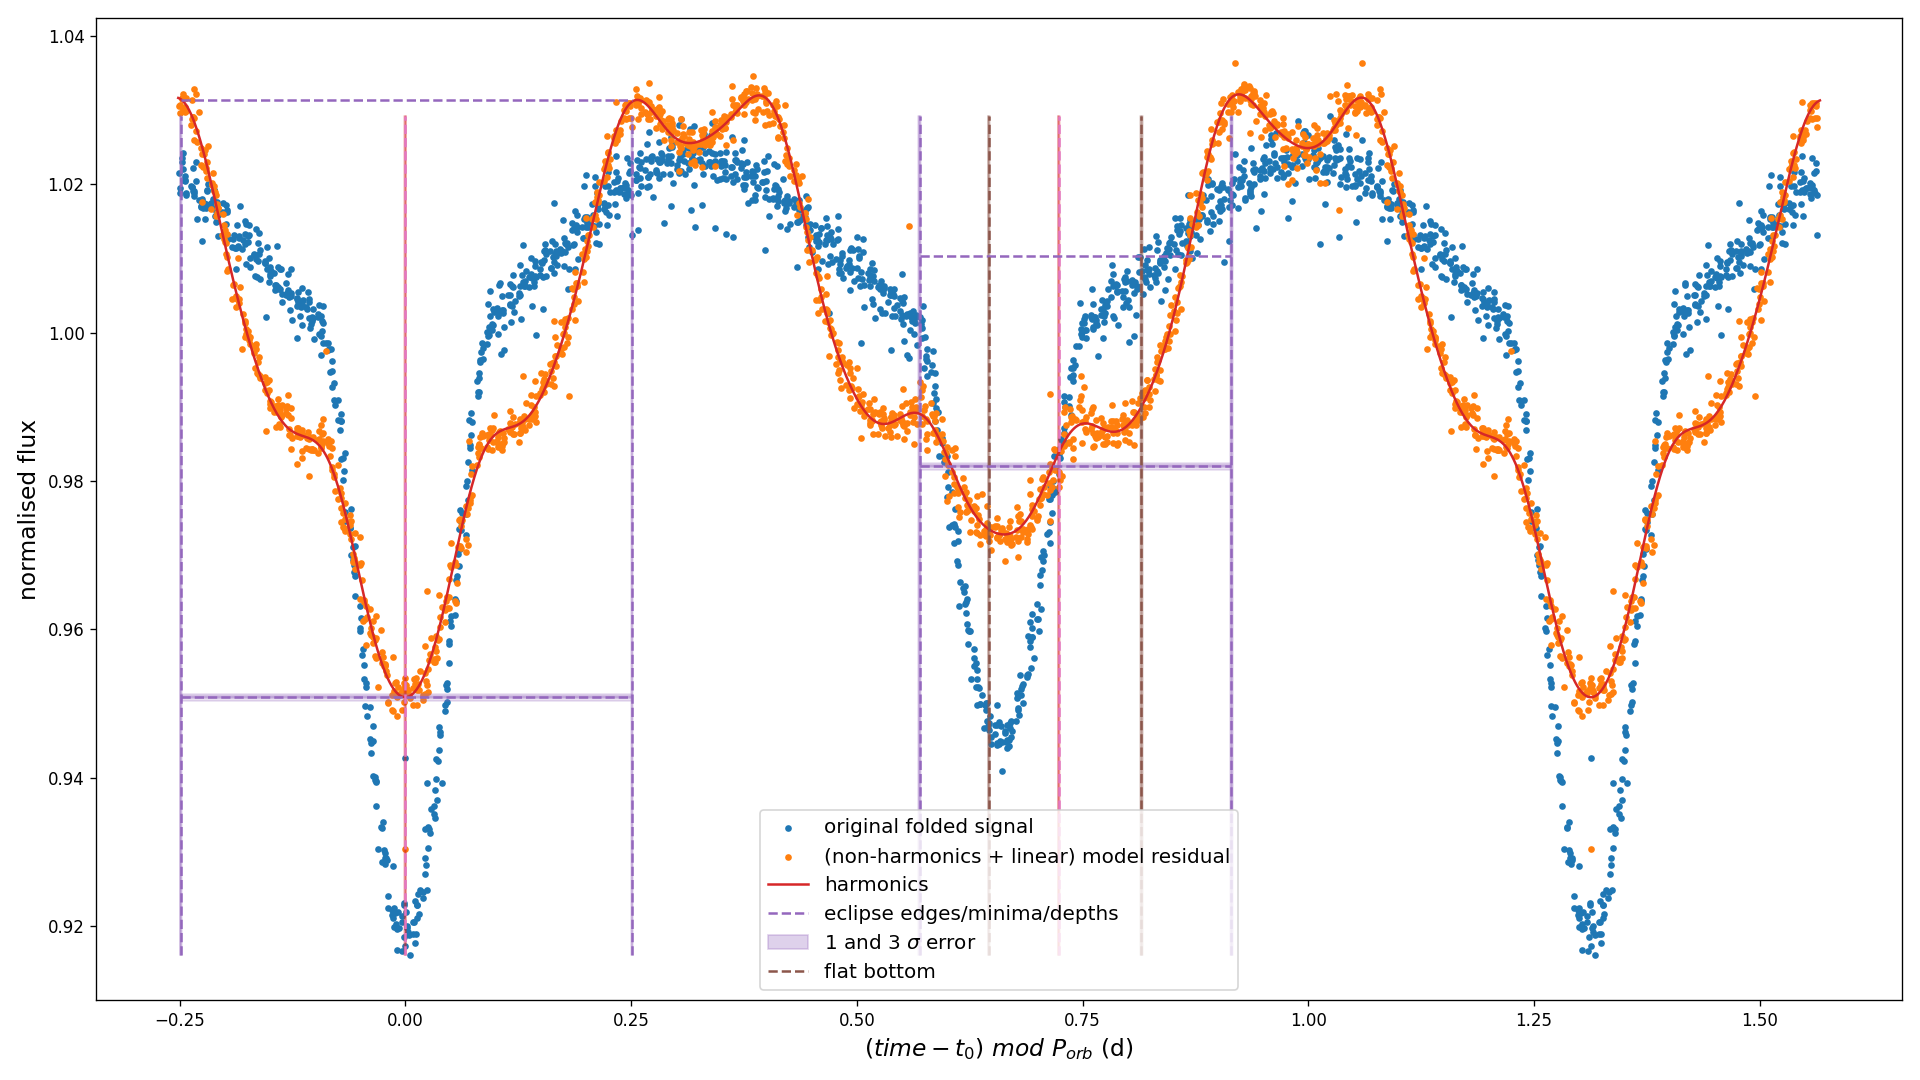 1.04
1.02
1.00
0.98
0.96
0.94
0.92
normalised flux
original folded signal
(non-harmonics + linear) model residual
harmonics
eclipse edges/minima/depths
1 and 3 σ error
flat bottom
−0.25 0.00 0.25 0.50 0.75 1.00 1.25 1.50
(time − t₀) mod Pₒᵣb (d)